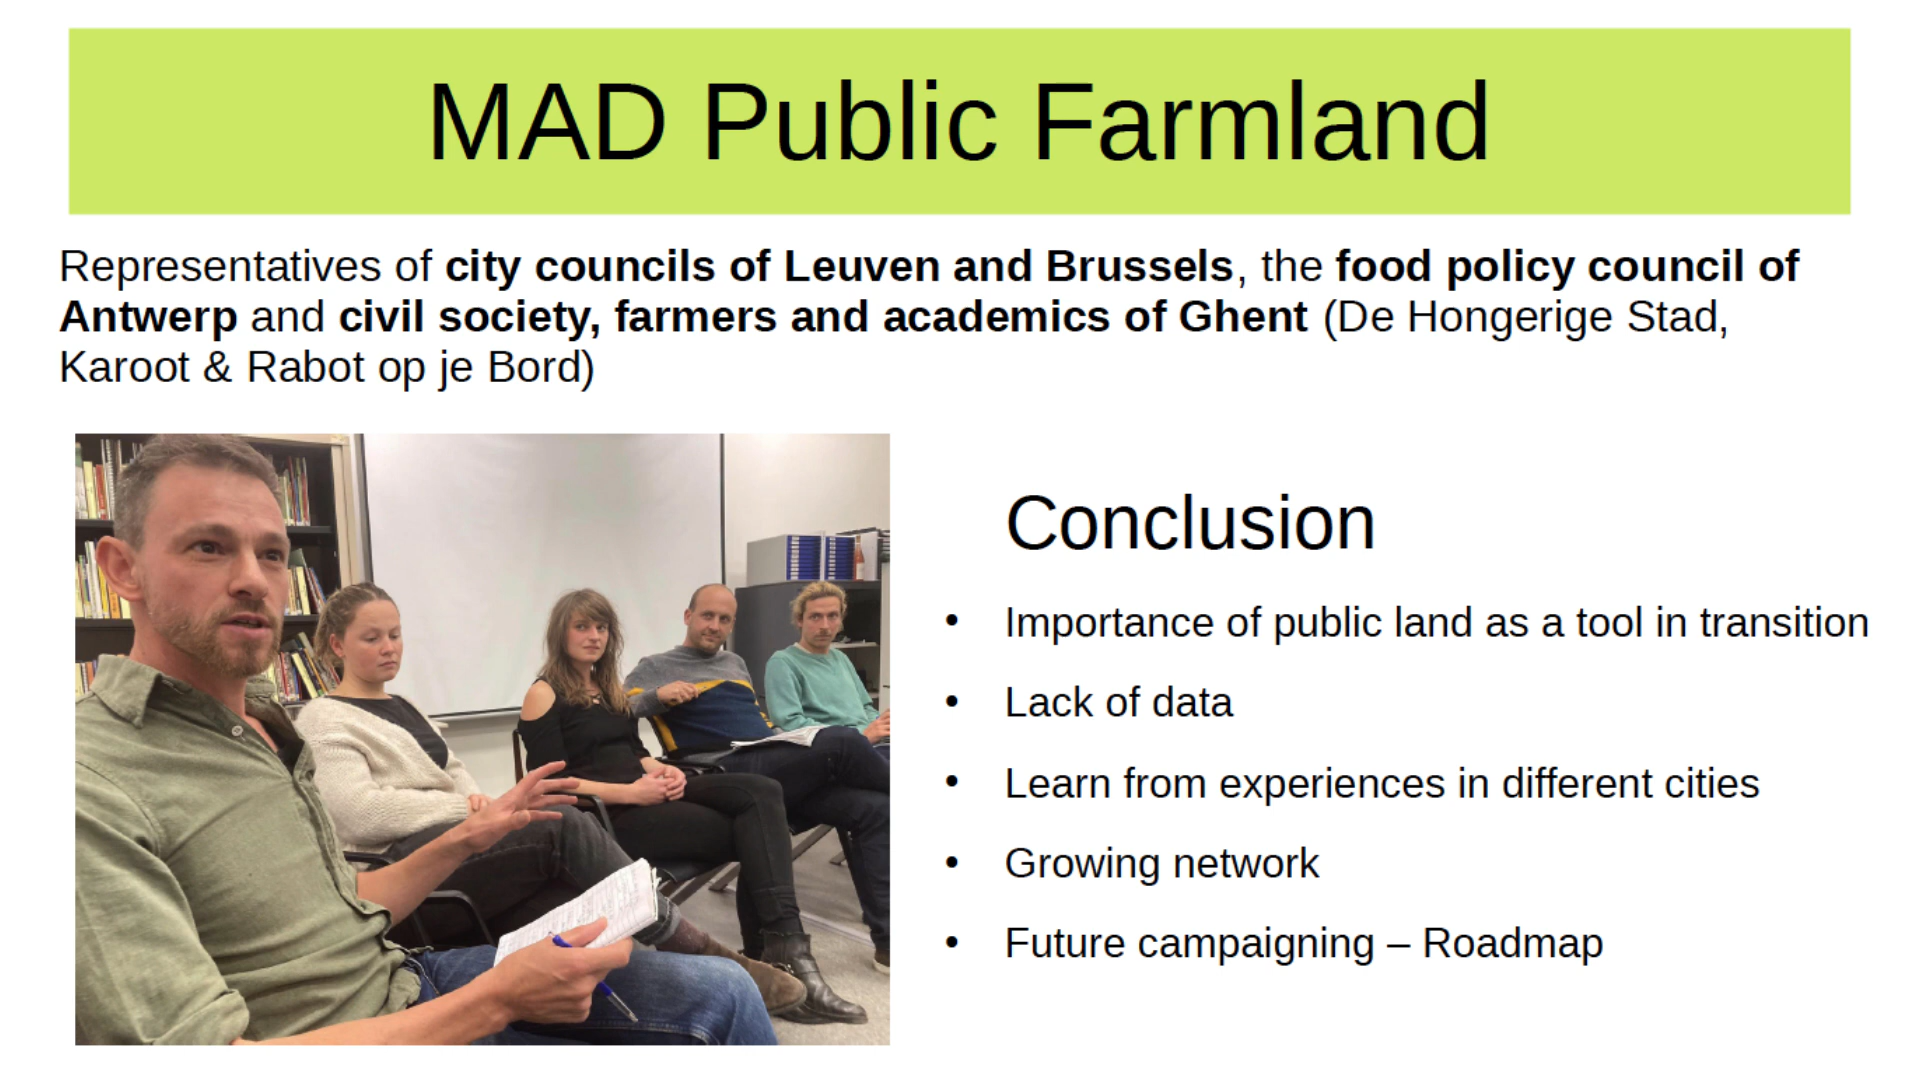 MAD Public Farmland
Representatives of city councils of Leuven and Brussels, the food policy council of
Antwerp and civil society, farmers and academics of Ghent (De Hongerige Stad,
Karoot & Rabot op je Bord)
Conclusion
• Importance of public land as a tool in transition
• Lack of data
• Learn from experiences in different cities
• Growing network
• Future campaigning – Roadmap